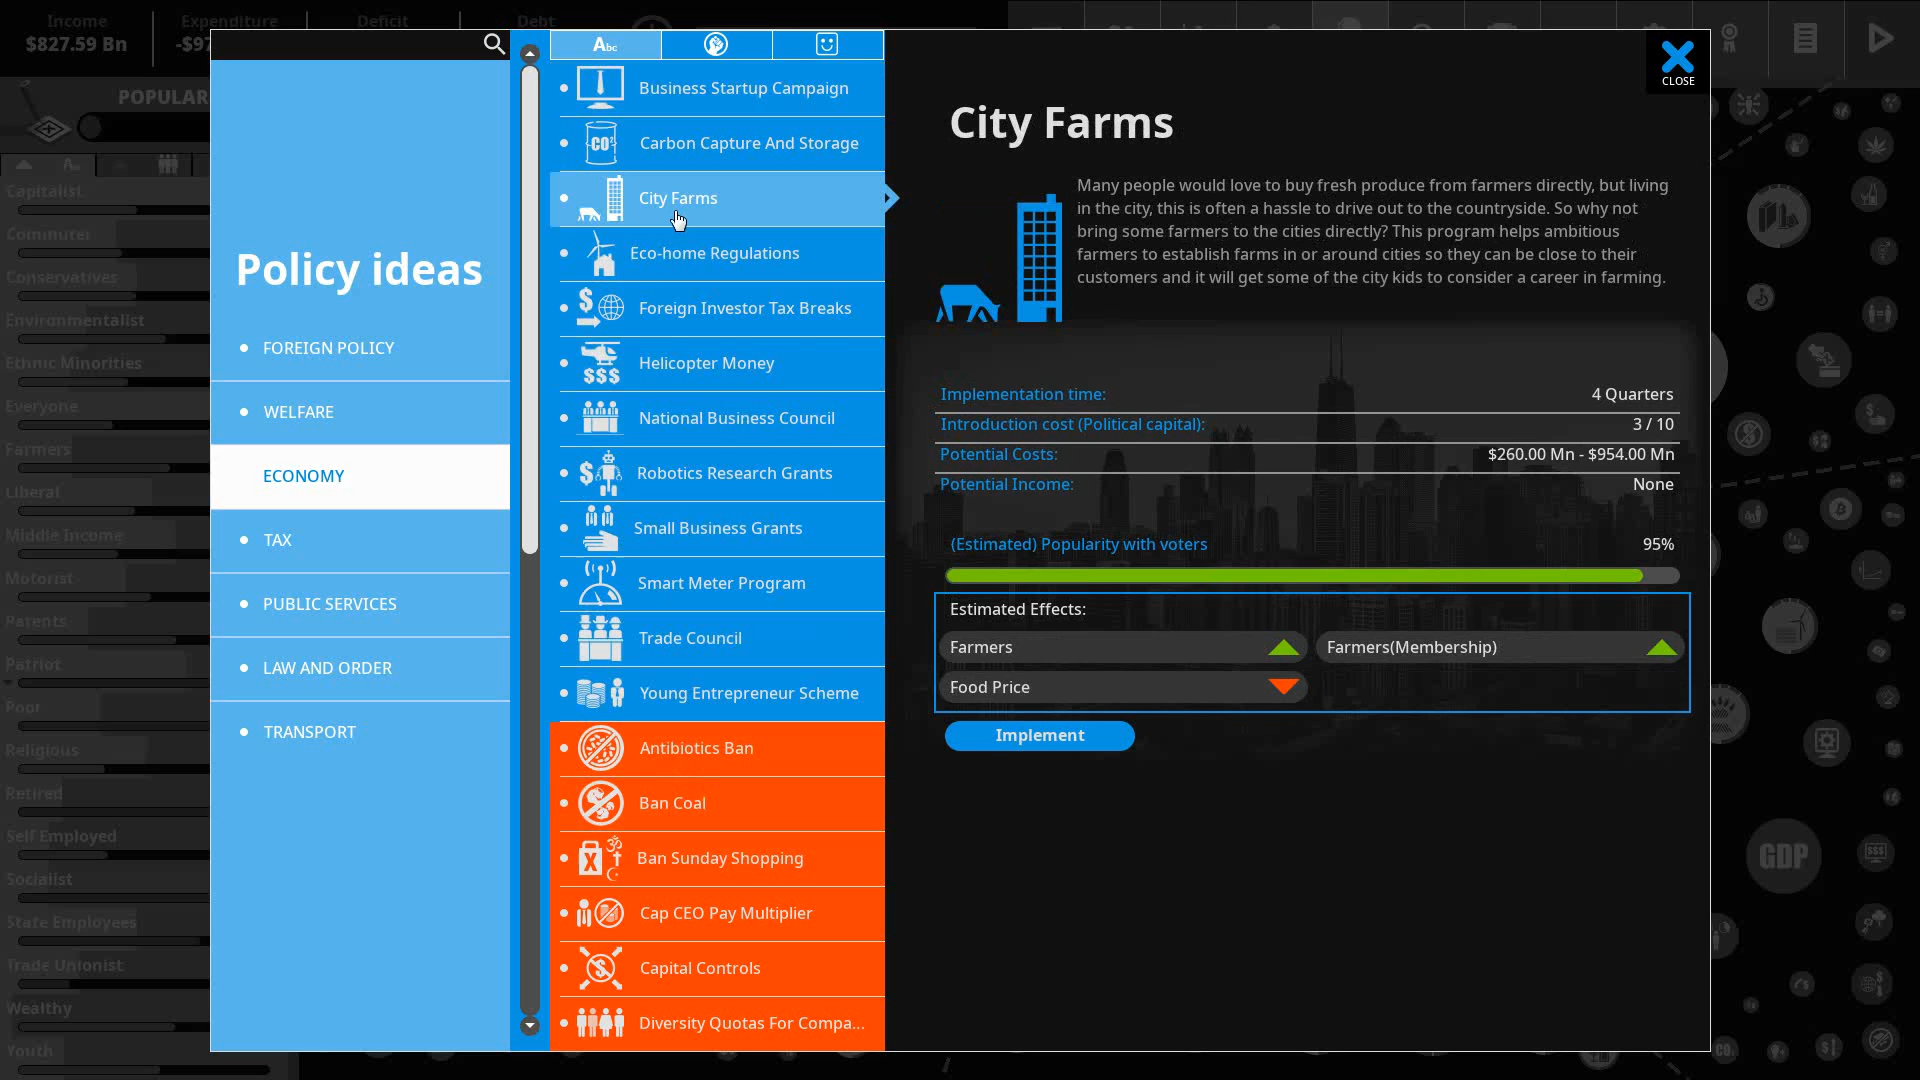 Income
$827.59 Bn
Expenditure
-$97
Deficit
Debt
POPULAR
Capitalist
Commuter
Conservatives
Environmentalist
Ethnic Minorities
Everyone
Farmers
Liberal
Middle Income
Motorist
Parents
Patriot
Poor
Religious
Retired
Self Employed
Socialist
State Employees
Trade Unionist
Wealthy
Youth
Policy ideas
FOREIGN POLICY
WELFARE
ECONOMY
TAX
PUBLIC SERVICES
LAW AND ORDER
TRANSPORT
Abc
Business Startup Campaign
Carbon Capture And Storage
City Farms
Eco-home Regulations
Foreign Investor Tax Breaks
Helicopter Money
National Business Council
Robotics Research Grants
Small Business Grants
Smart Meter Program
Trade Council
Young Entrepreneur Scheme
Antibiotics Ban
Ban Coal
Ban Sunday Shopping
Cap CEO Pay Multiplier
Capital Controls
Diversity Quotas For Compa...
CLOSE
City Farms
Many people would love to buy fresh produce from farmers directly, but living
in the city, this is often a hassle to drive out to the countryside. So why not
bring some farmers to the cities directly? This program helps ambitious
farmers to establish farms in or around cities so they can be close to their
customers and it will get some of the city kids to consider a career in farming.
Implementation time: 4 Quarters
Introduction cost (Political capital): 3 / 10
Potential Costs: $260.00 Mn - $954.00 Mn
Potential Income: None
(Estimated) Popularity with voters 95%
Estimated Effects:
Farmers
Farmers(Membership)
Food Price
Implement
GDP